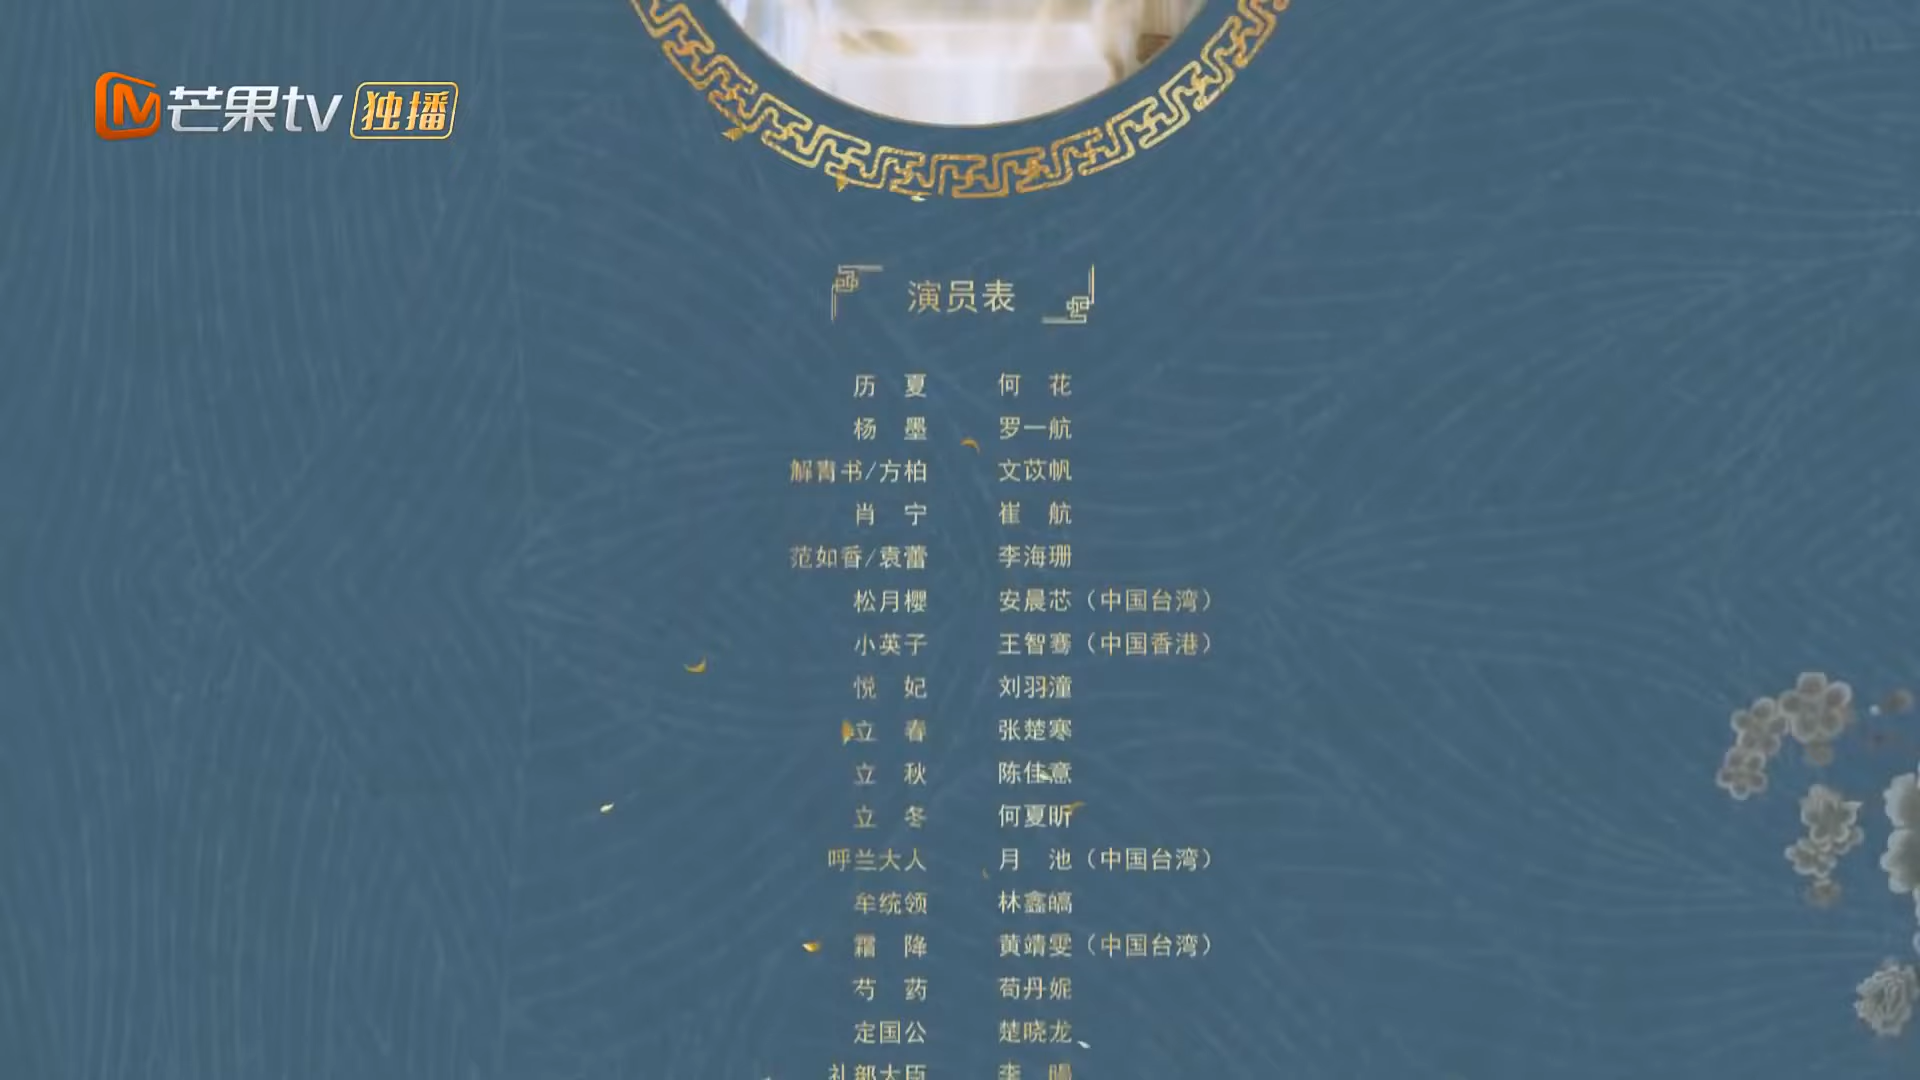 芒果tv 独播
演员表
历 夏 何 花
杨 墨 罗一航
解青书/方柏 文苡帆
肖 宁 崔 航
范如香/袁蕾 李海珊
松月樱 安晨芯（中国台湾）
小英子 王智骞（中国香港）
悦 妃 刘羽潼
立 春 张楚寒
立 秋 陈佳意
立 冬 何夏昕
呼兰大人 月 池（中国台湾）
牟统领 林鑫皜
霜 降 黄靖雯（中国台湾）
芍 药 荀丹妮
定国公 楚晓龙
礼部大臣 李